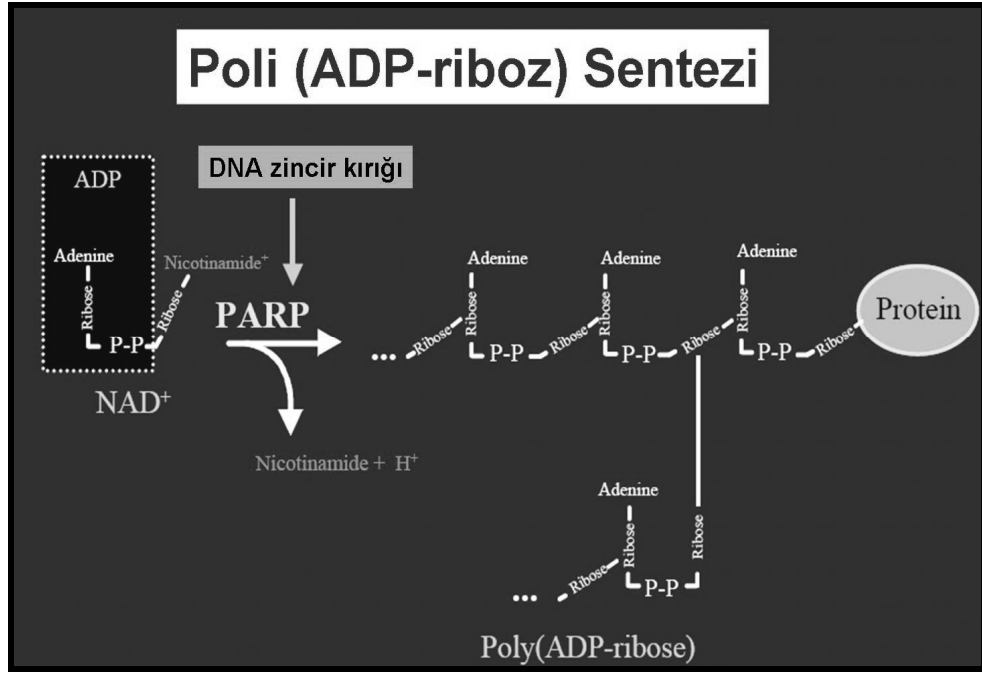 Poli (ADP-riboz) Sentezi
DNA zincir kırığı
ADP
Adenine
Nicotinamide⁺
Ribose
Ribose
P-P
NAD⁺
PARP
Nicotinamide + H⁺
Adenine
Adenine
Adenine
Ribose
Ribose
Ribose
... Ribose
P-P
Ribose
P-P
Ribose
P-P
Ribose
Protein
Adenine
Ribose
Ribose
... Ribose
P-P
Poly(ADP-ribose)